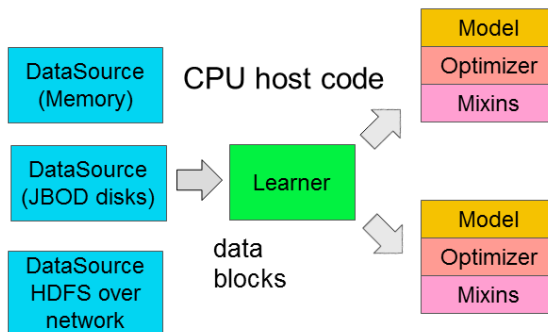 DataSource
(Memory)
CPU host code
Model
Optimizer
Mixins
DataSource
(JBOD disks)
Learner
data
blocks
DataSource
HDFS over
network
Model
Optimizer
Mixins